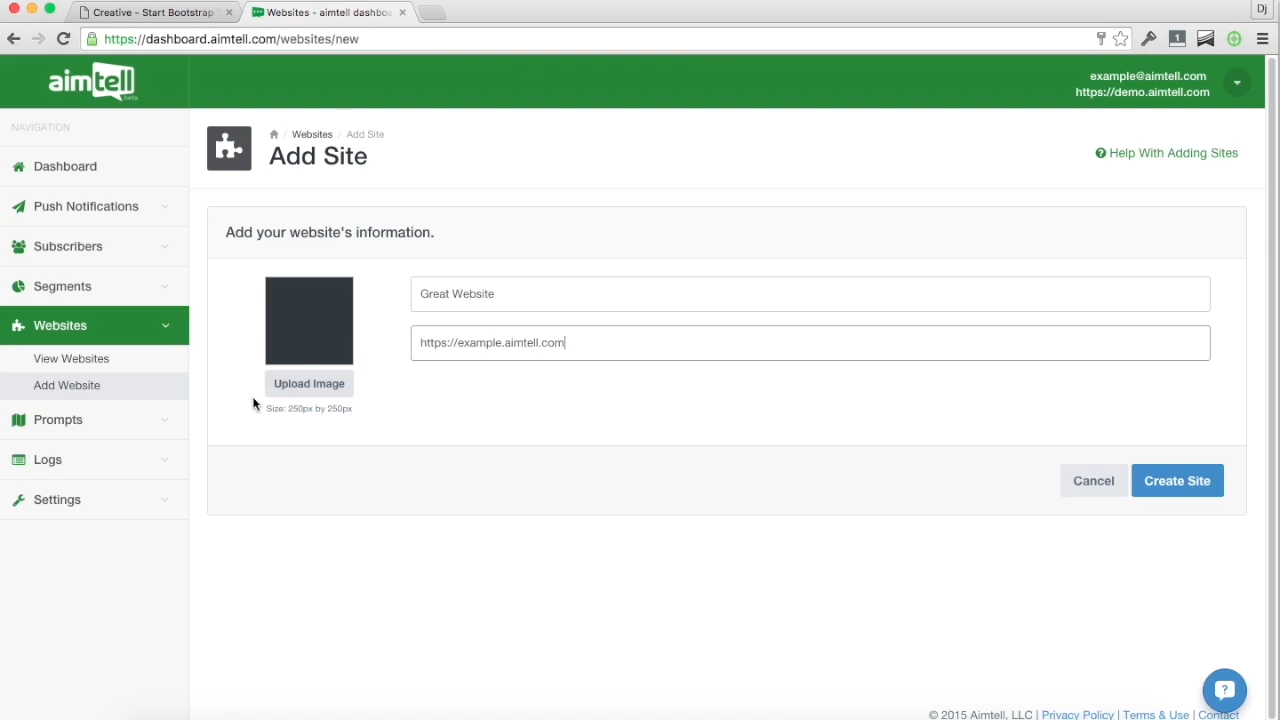 Creative - Start Bootstrap T
Websites - aimtell dashboa
Dj
https://dashboard.aimtell.com/websites/new
1
aimtell
beta
example@aimtell.com
https://demo.aimtell.com
NAVIGATION
Dashboard
Push Notifications
Subscribers
Segments
Websites
View Websites
Add Website
Prompts
Logs
Settings
/ Websites / Add Site
Add Site
Help With Adding Sites
Add your website's information.
Great Website
https://example.aimtell.com
Upload Image
Size: 250px by 250px
Cancel
Create Site
© 2015 Aimtell, LLC | Privacy Policy | Terms & Use | Contact